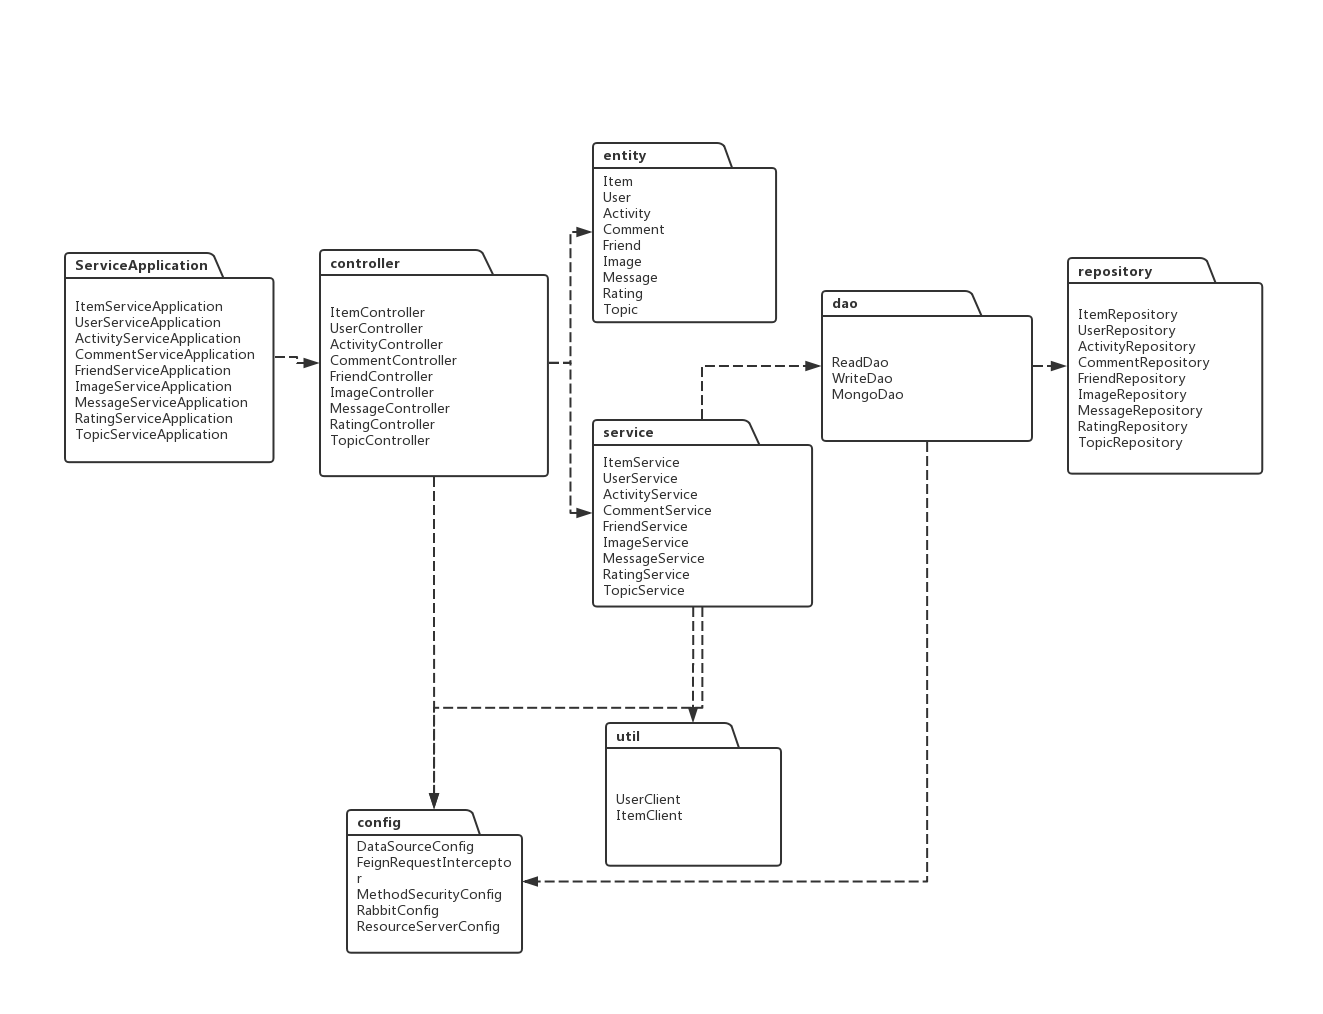 entity
Item
User
Activity
Comment
Friend
Image
Message
Rating
Topic
ServiceApplication
ItemServiceApplication
UserServiceApplication
ActivityServiceApplication
CommentServiceApplication
FriendServiceApplication
ImageServiceApplication
MessageServiceApplication
RatingServiceApplication
TopicServiceApplication
controller
ItemController
UserController
ActivityController
CommentController
FriendController
ImageController
MessageController
RatingController
TopicController
repository
ItemRepository
UserRepository
ActivityRepository
CommentRepository
FriendRepository
ImageRepository
MessageRepository
RatingRepository
TopicRepository
dao
ReadDao
WriteDao
MongoDao
service
ItemService
UserService
ActivityService
CommentService
FriendService
ImageService
MessageService
RatingService
TopicService
util
UserClient
ItemClient
config
DataSourceConfig
FeignRequestIntercepto
r
MethodSecurityConfig
RabbitConfig
ResourceServerConfig